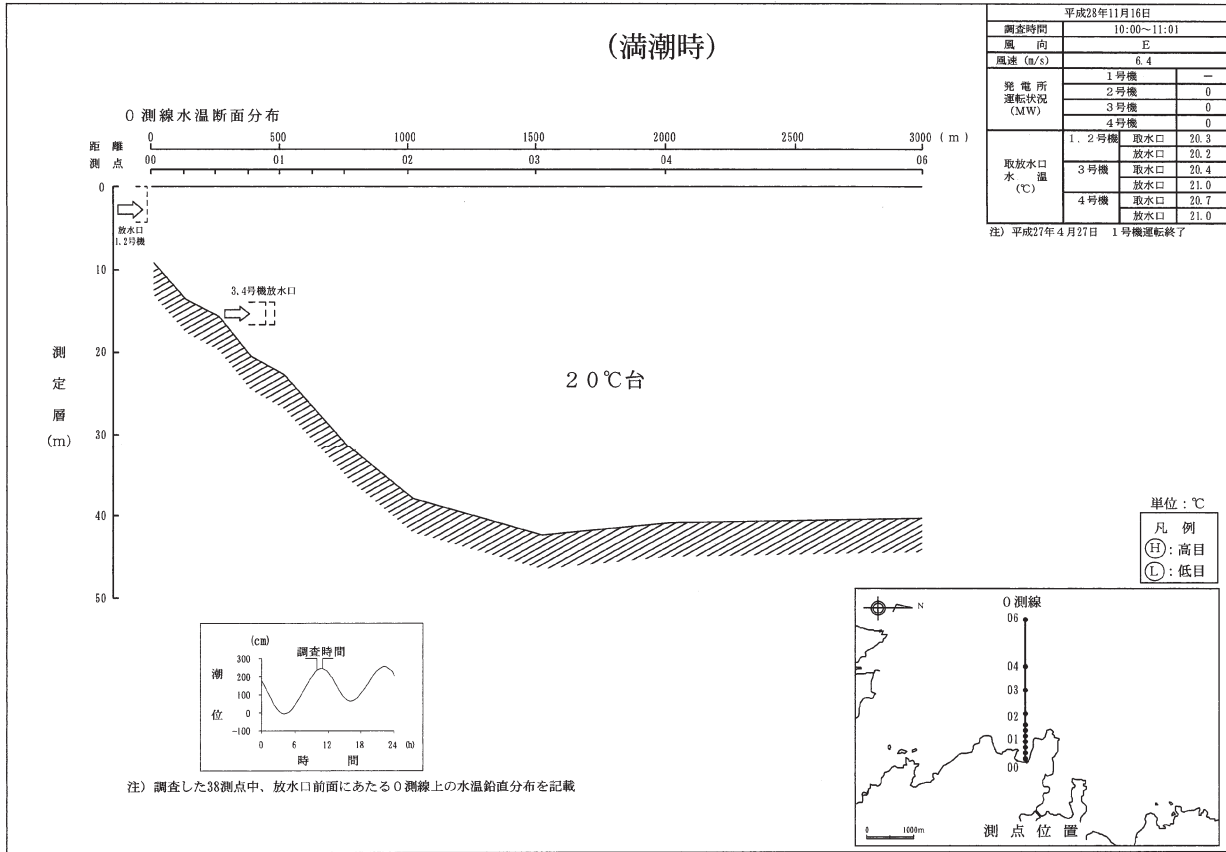 (満潮時)
平成28年11月16日
調査時間 10:00~11:01
風向 E
風速 (m/s) 6.4
発電所運転状況(MW)
1号機 ―
2号機 0
3号機 0
4号機 0
取放水口水温(℃)
1.2号機 取水口 20.3
放水口 20.2
3号機 取水口 20.4
放水口 21.0
4号機 取水口 20.7
放水口 21.0
注) 平成27年4月27日 1号機運転終了
0測線水温断面分布
距離 0 500 1000 1500 2000 2500 3000 (m)
測点 00 01 02 03 04 06
0
10
20
30
40
50
測定層(m)
放水口
1.2号機
3.4号機放水口
20℃台
単位:℃
凡例
Ⓗ:高目
Ⓛ:低目
(cm)
調査時間
潮位
300
200
100
0
-100
0 6 12 18 24 (h)
時間
注) 調査した38測点中、放水口前面にあたる0測線上の水温鉛直分布を記載
N
0測線
06
04
03
02
01
00
0 1000m
測点位置